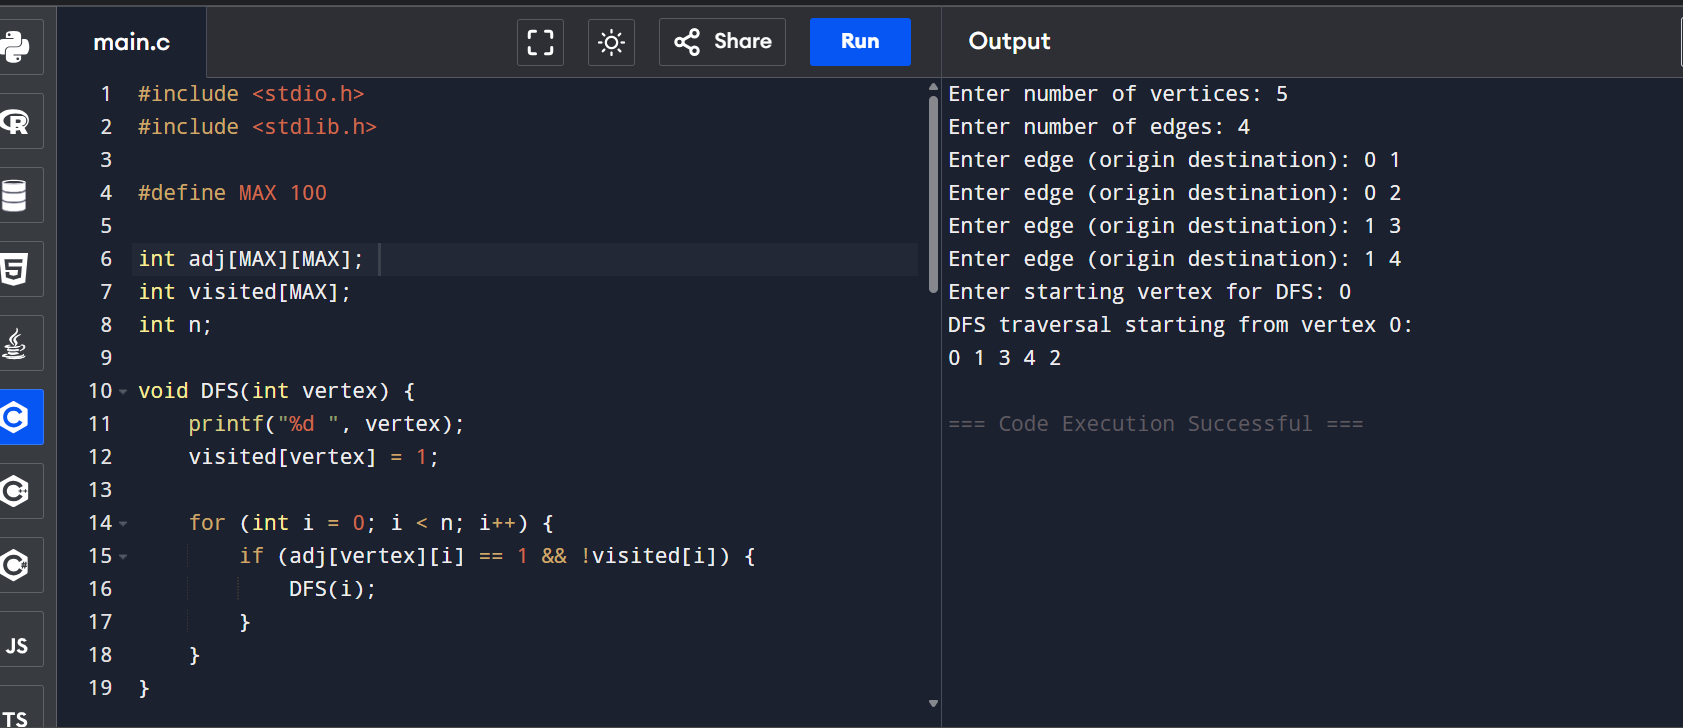 main.c
Share
Run
Output
1 #include <stdio.h>
2 #include <stdlib.h>
3
4 #define MAX 100
5
6 int adj[MAX][MAX];
7 int visited[MAX];
8 int n;
9
10 void DFS(int vertex) {
11     printf("%d ", vertex);
12     visited[vertex] = 1;
13
14     for (int i = 0; i < n; i++) {
15         if (adj[vertex][i] == 1 && !visited[i]) {
16             DFS(i);
17         }
18     }
19 }
Enter number of vertices: 5
Enter number of edges: 4
Enter edge (origin destination): 0 1
Enter edge (origin destination): 0 2
Enter edge (origin destination): 1 3
Enter edge (origin destination): 1 4
Enter starting vertex for DFS: 0
DFS traversal starting from vertex 0:
0 1 3 4 2
=== Code Execution Successful ===
R
5
C
C++
C#
JS
TS